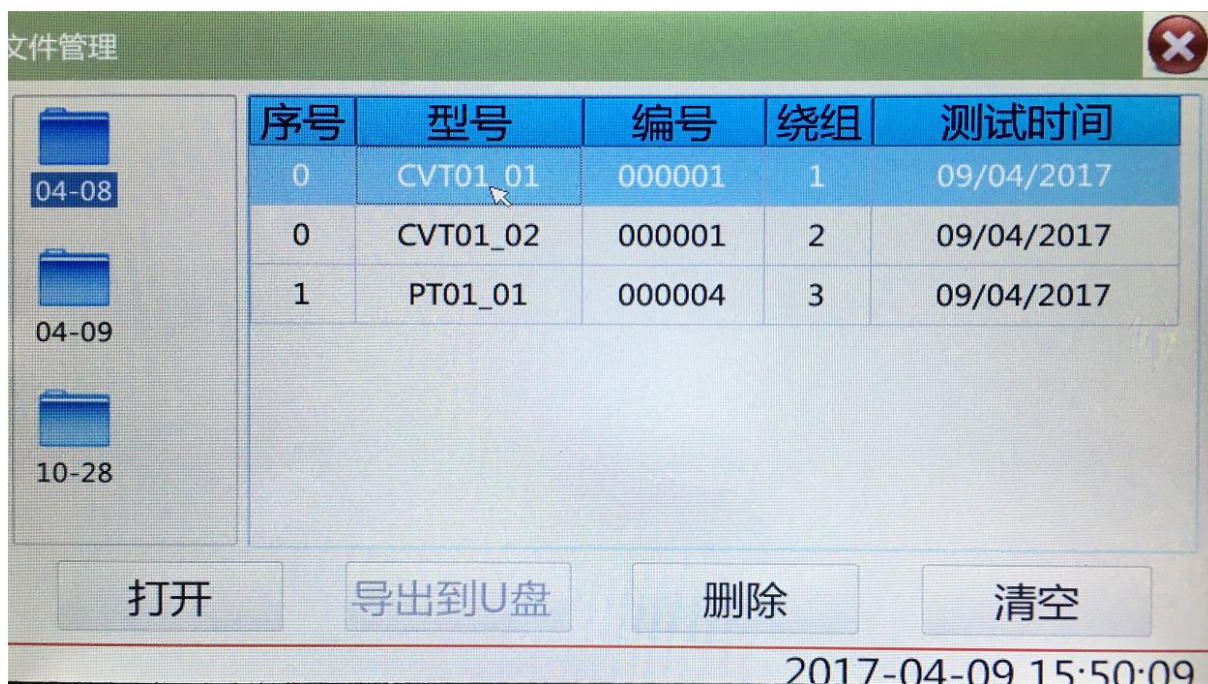 文件管理
序号 型号 编号 绕组 测试时间
0 CVT01_01 000001 1 09/04/2017
0 CVT01_02 000001 2 09/04/2017
1 PT01_01 000004 3 09/04/2017
04-08
04-09
10-28
打开 导出到U盘 删除 清空
2017-04-09 15:50:09